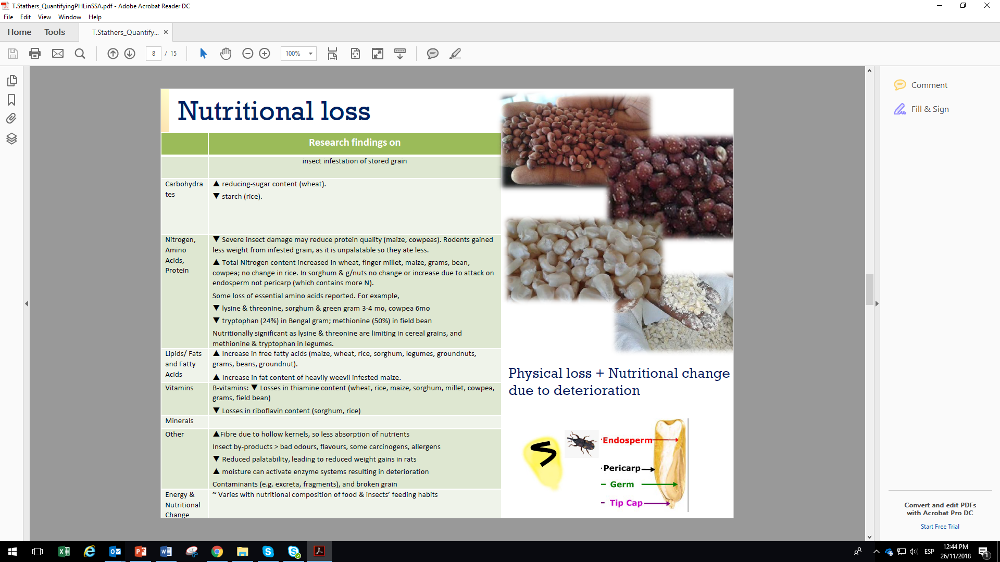 T.Stathers_QuantifyingPHLinSSA.pdf - Adobe Acrobat Reader DC
File Edit View Window Help
Home Tools T.Stathers_Quantify... ×
8 / 15 100%
Comment
Fill & Sign
Nutritional loss
Research findings on
insect infestation of stored grain
Carbohydra
tes
▲ reducing-sugar content (wheat).
▼ starch (rice).
Nitrogen,
Amino
Acids,
Protein
▼ Severe insect damage may reduce protein quality (maize, cowpeas). Rodents gained
less weight from infested grain, as it is unpalatable so they ate less.
▲ Total Nitrogen content increased in wheat, finger millet, maize, grams, bean,
cowpea; no change in rice. In sorghum & g/nuts no change or increase due to attack on
endosperm not pericarp (which contains more N).
Some loss of essential amino acids reported. For example,
▼ lysine & threonine, sorghum & green gram 3-4 mo, cowpea 6mo
▼ tryptophan (24%) in Bengal gram; methionine (50%) in field bean
Nutritionally significant as lysine & threonine are limiting in cereal grains, and
methionine & tryptophan in legumes.
Lipids/ Fats
and Fatty
Acids
▲ Increase in free fatty acids (maize, wheat, rice, sorghum, legumes, groundnuts,
grams, beans, groundnut).
▲ Increase in fat content of heavily weevil infested maize.
Vitamins
B-vitamins: ▼ Losses in thiamine content (wheat, rice, maize, sorghum, millet, cowpea,
grams, field bean)
▼ Losses in riboflavin content (sorghum, rice)
Minerals
Other
▲Fibre due to hollow kernels, so less absorption of nutrients
Insect by-products > bad odours, flavours, some carcinogens, allergens
▼ Reduced palatability, leading to reduced weight gains in rats
▲ moisture can activate enzyme systems resulting in deterioration
Contaminants (e.g. excreta, fragments), and broken grain
Energy &
Nutritional
Change
~ Varies with nutritional composition of food & insects’ feeding habits
Physical loss + Nutritional change
due to deterioration
Endosperm
Pericarp
Germ
Tip Cap
Convert and edit PDFs
with Acrobat Pro DC
Start Free Trial
ESP
12:44 PM
26/11/2018
1